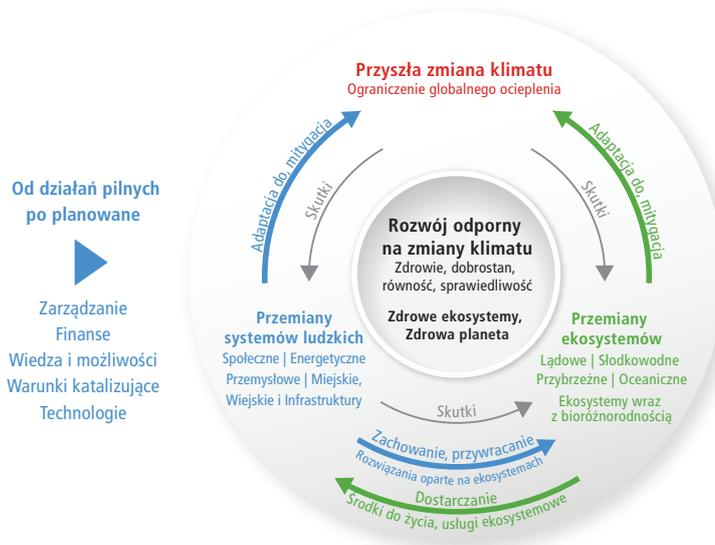 Przyszła zmiana klimatu
Ograniczenie globalnego ocieplenia
Od działań pilnych
po planowane
Zarządzanie
Finanse
Wiedza i możliwości
Warunki katalizujące
Technologie
Adaptacja do, mitygacja
Skutki
Skutki
Adaptacja do, mitygacja
Rozwój odporny
na zmiany klimatu
Zdrowie, dobrostan,
równość, sprawiedliwość
Zdrowe ekosystemy,
Zdrowa planeta
Przemiany
systemów ludzkich
Społeczne | Energetyczne
Przemysłowe | Miejskie,
Wiejskie i Infrastruktury
Przemiany
ekosystemów
Lądowe | Słodkowodne
Przybrzeżne | Oceaniczne
Ekosystemy wraz
z bioróżnorodnością
Skutki
Zachowanie, przywracanie
Rozwiązania oparte na ekosystemach
Dostarczanie
Środki do życia, usługi ekosystemowe